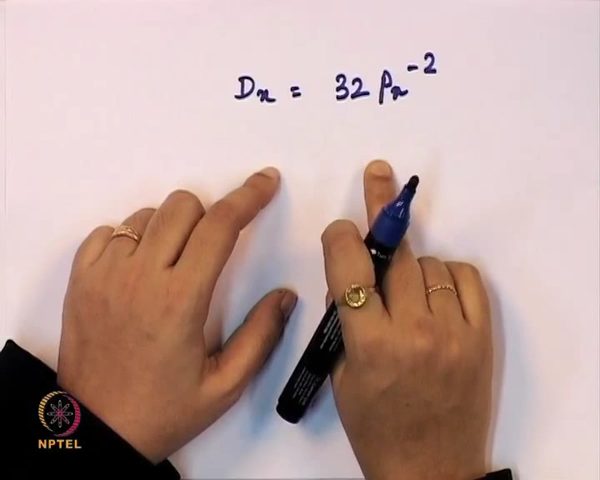 Dx = 32 Px^-2
NPTEL